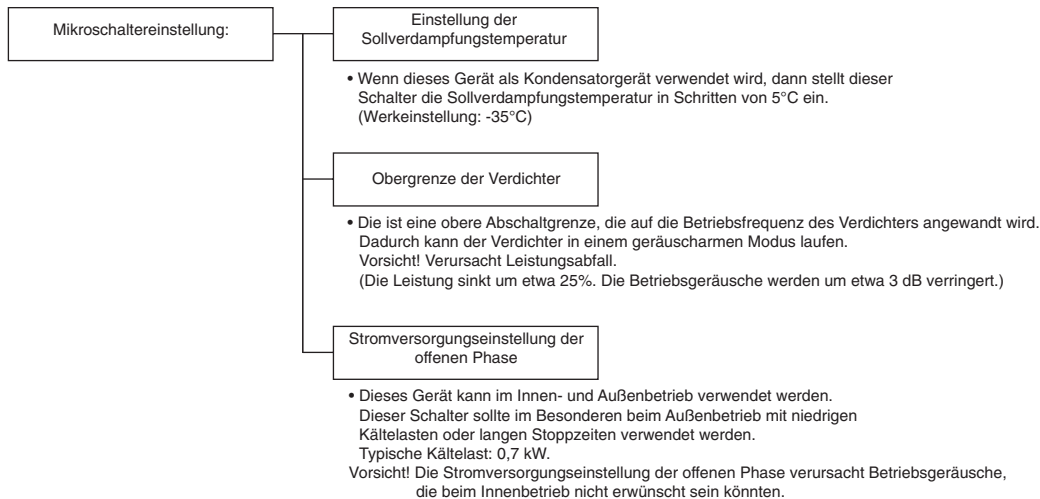 Mikroschaltereinstellung:
Einstellung der
Sollverdampfungstemperatur
• Wenn dieses Gerät als Kondensatorgerät verwendet wird, dann stellt dieser
Schalter die Sollverdampfungstemperatur in Schritten von 5°C ein.
(Werkeinstellung: -35°C)
Obergrenze der Verdichter
• Die ist eine obere Abschaltgrenze, die auf die Betriebsfrequenz des Verdichters angewandt wird.
Dadurch kann der Verdichter in einem geräuscharmen Modus laufen.
Vorsicht! Verursacht Leistungsabfall.
(Die Leistung sinkt um etwa 25%. Die Betriebsgeräusche werden um etwa 3 dB verringert.)
Stromversorgungseinstellung der
offenen Phase
• Dieses Gerät kann im Innen- und Außenbetrieb verwendet werden.
Dieser Schalter sollte im Besonderen beim Außenbetrieb mit niedrigen
Kältelasten oder langen Stoppzeiten verwendet werden.
Typische Kältelast: 0,7 kW.
Vorsicht! Die Stromversorgungseinstellung der offenen Phase verursacht Betriebsgeräusche,
die beim Innenbetrieb nicht erwünscht sein könnten.